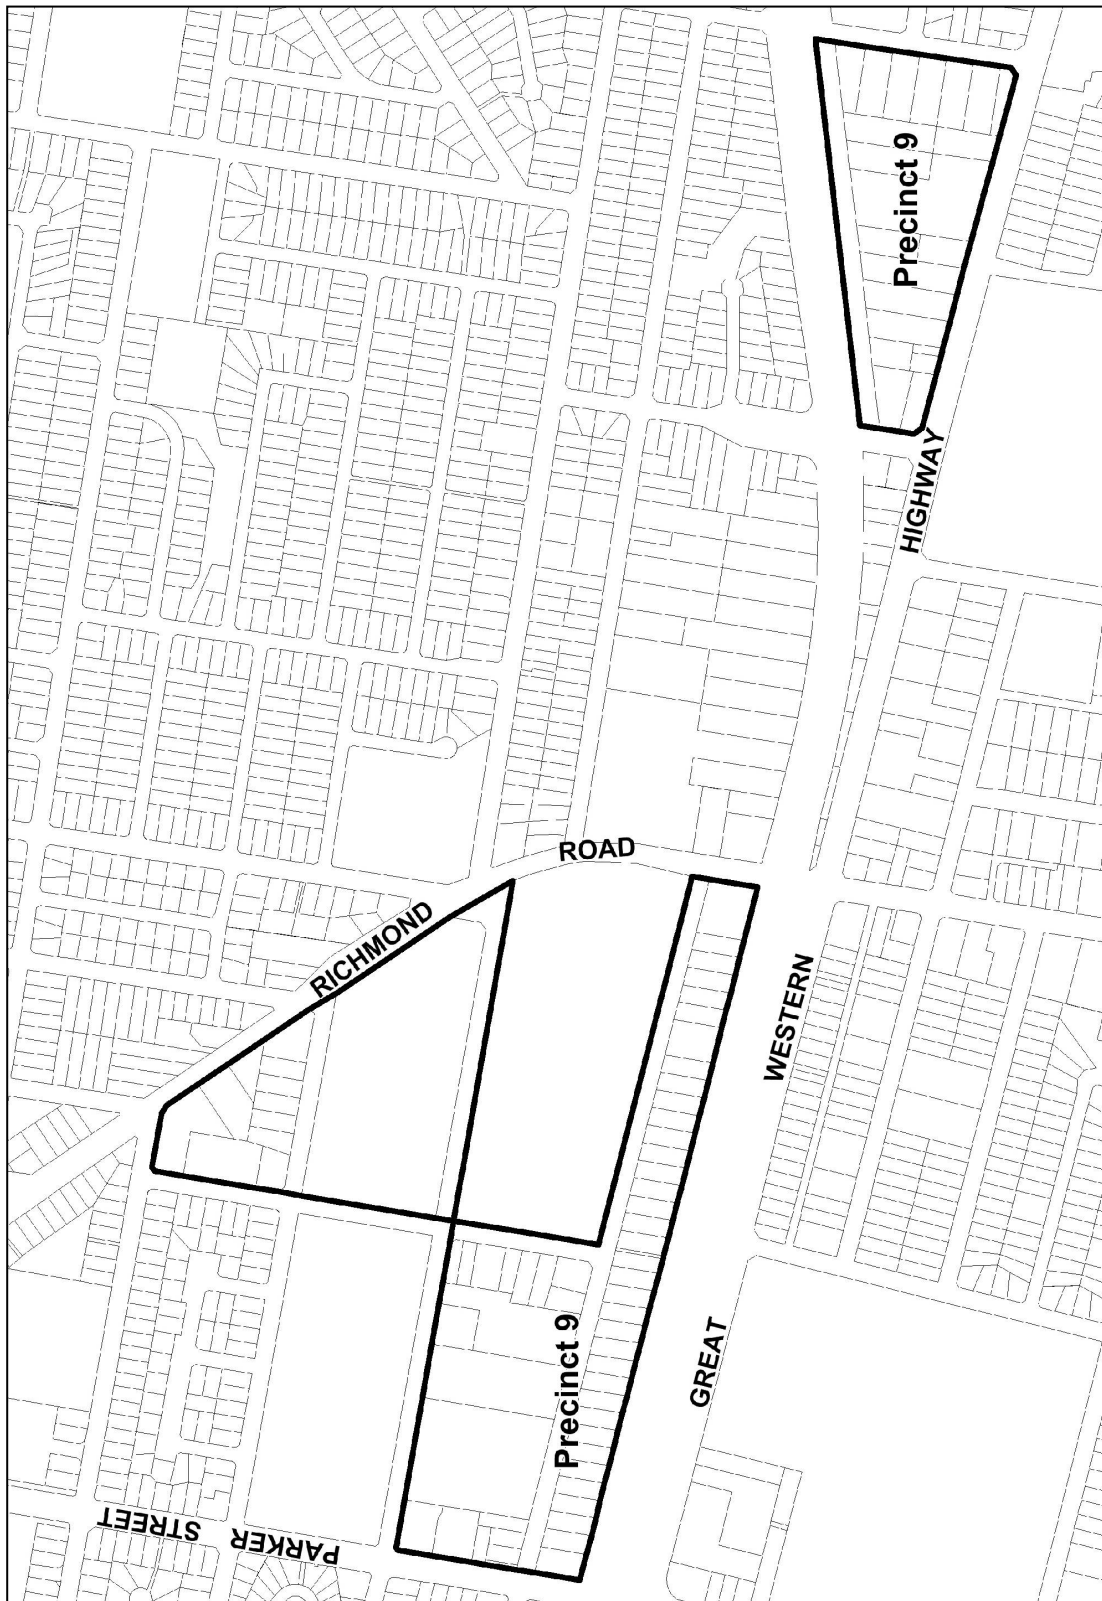 Precinct 9
HIGHWAY
ROAD
RICHMOND
WESTERN
GREAT
Precinct 9
PARKER STREET